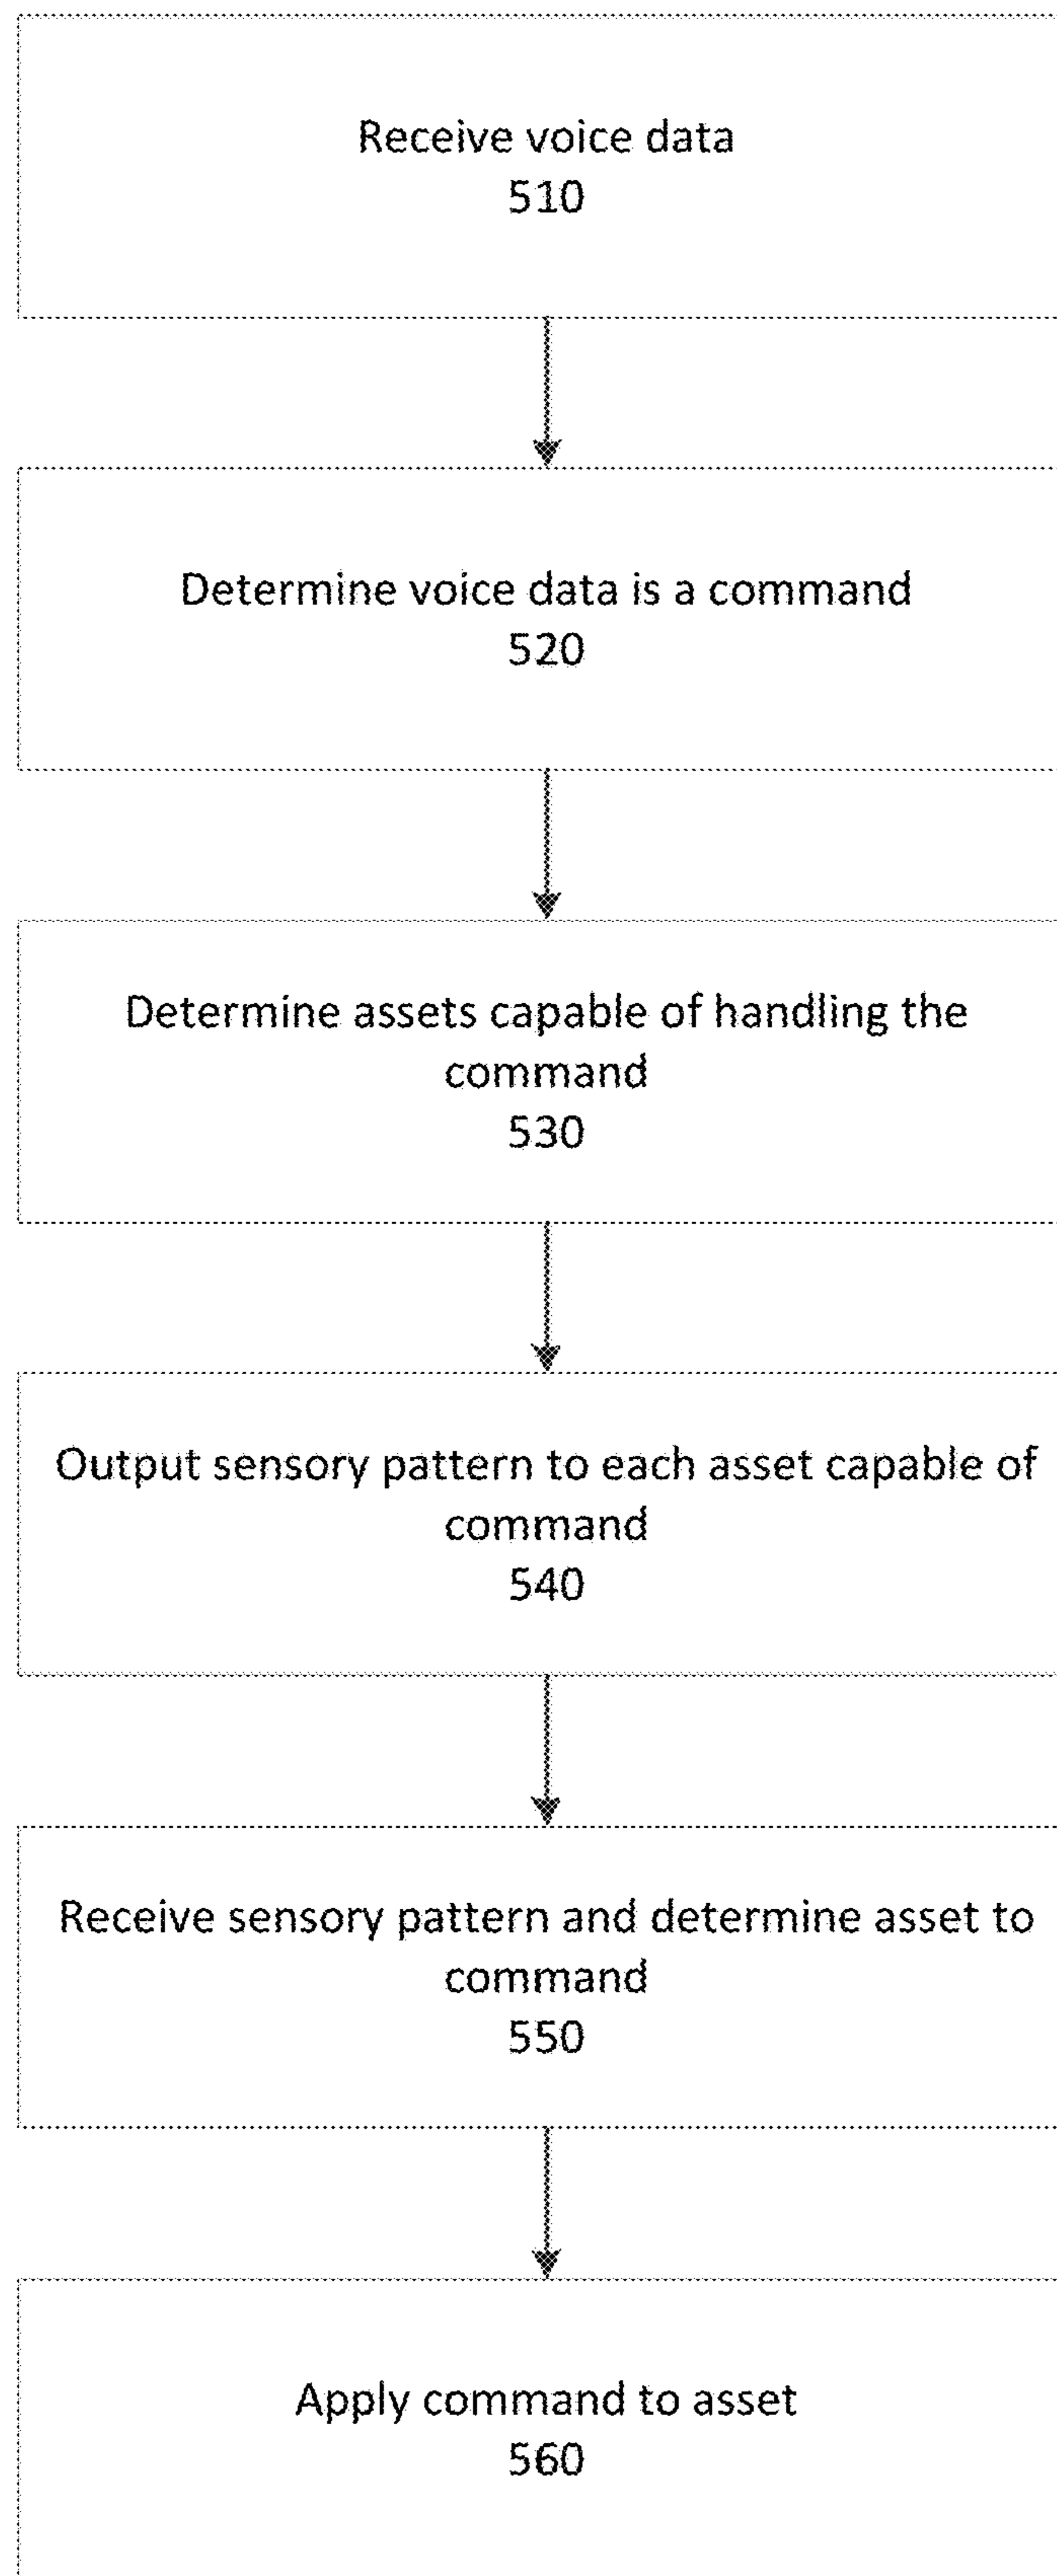 Receive voice data
510
Determine voice data is a command
520
Determine assets capable of handling the
command
530
Output sensory pattern to each asset capable of
command
540
Receive sensory pattern and determine asset to
command
550
Apply command to asset
560